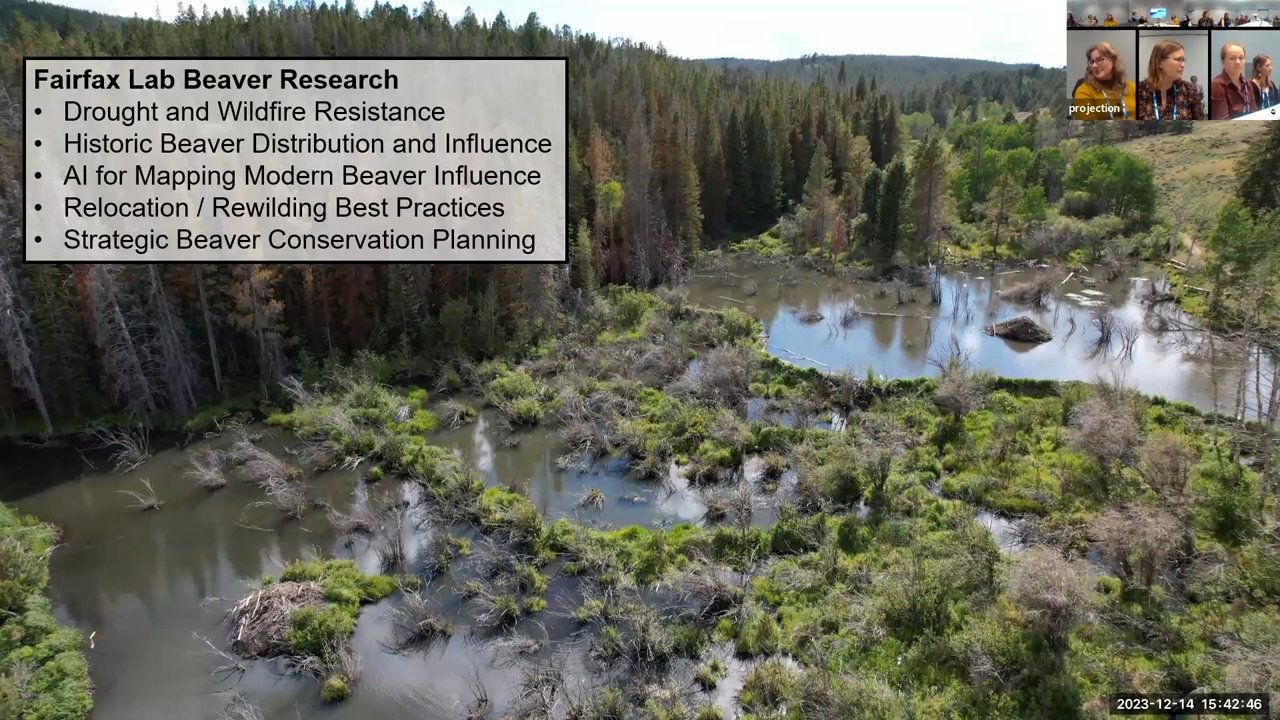 Fairfax Lab Beaver Research
• Drought and Wildfire Resistance
• Historic Beaver Distribution and Influence
• AI for Mapping Modern Beaver Influence
• Relocation / Rewilding Best Practices
• Strategic Beaver Conservation Planning
projection
2023-12-14 15:42:46